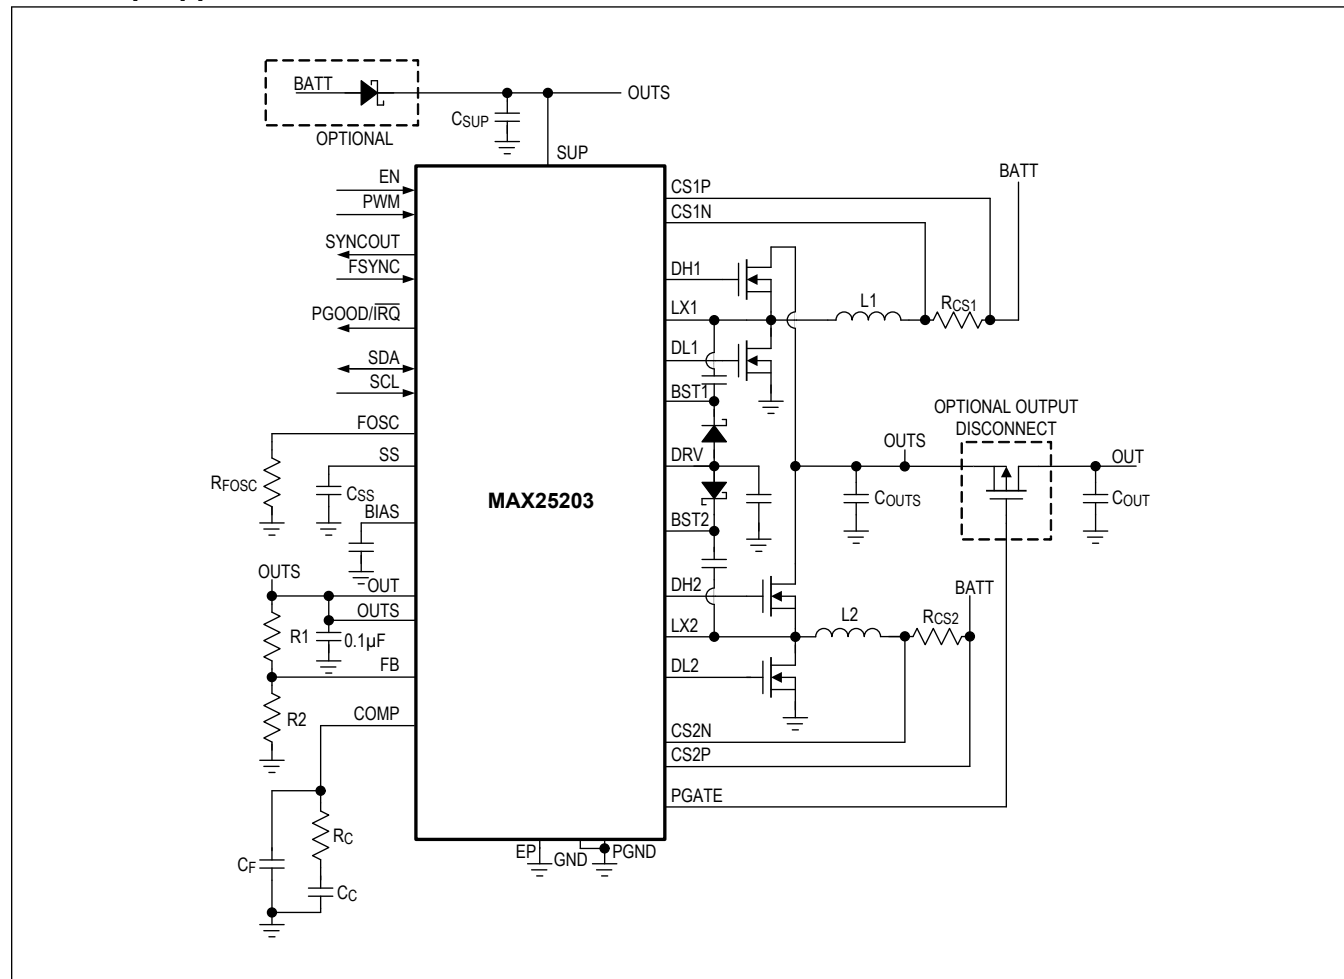 BATT
OUTS
OPTIONAL
CSUP
SUP
EN
PWM
SYNCOUT
FSYNC
PGOOD/IRQ
SDA
SCL
FOSC
SS
RFOSC
CSS
BIAS
OUTS
OUT
OUTS
R1
0.1µF
FB
R2
COMP
RC
CF
CC
MAX25203
EP
GND
PGND
CS1P
CS1N
BATT
DH1
LX1
L1
RCS1
DL1
BST1
OPTIONAL OUTPUT
DISCONNECT
OUTS
OUT
DRV
COUTS
COUT
BST2
DH2
BATT
L2
RCS2
LX2
DL2
CS2N
CS2P
PGATE